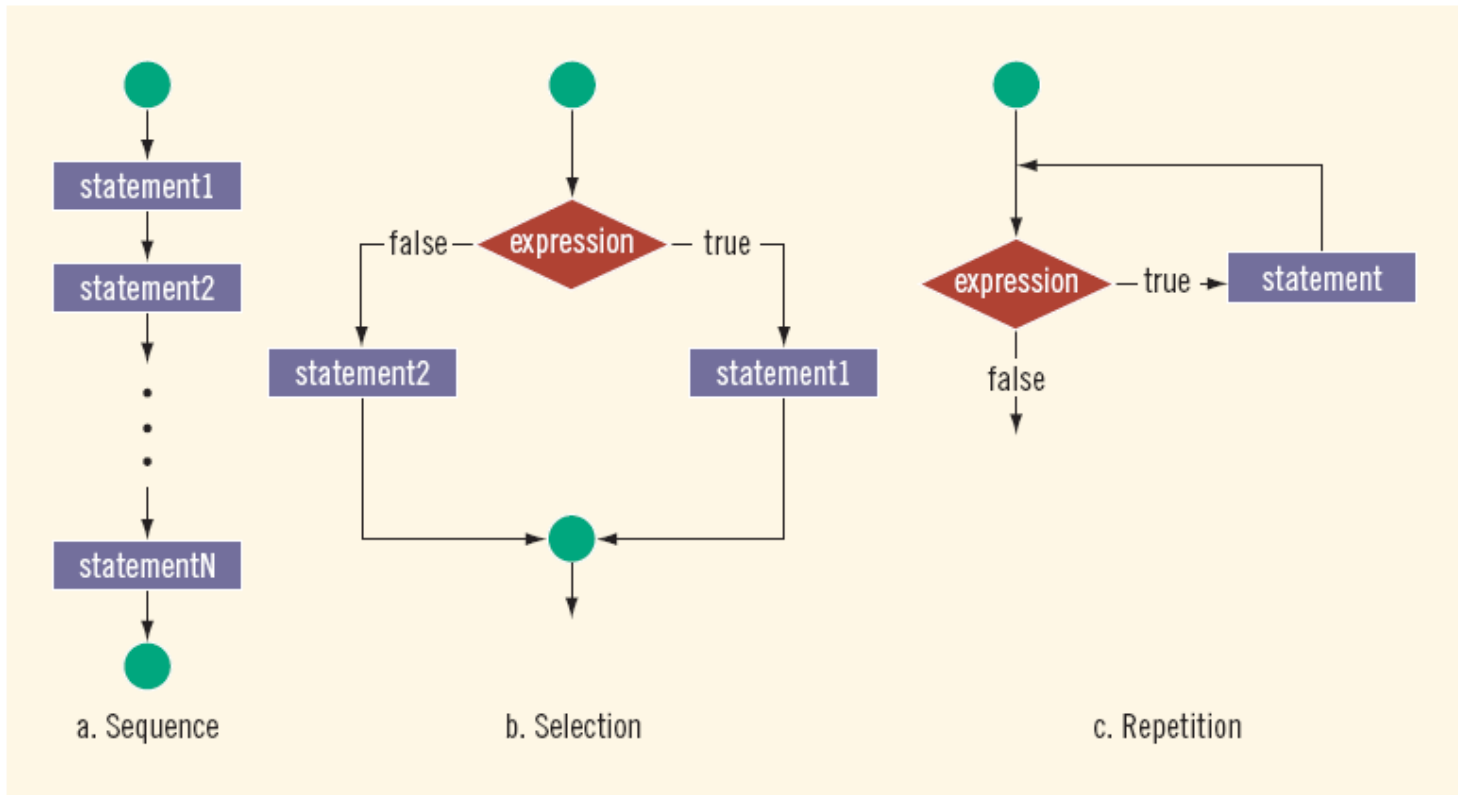 statement1
statement2
statementN
a. Sequence
false
expression
true
statement2
statement1
b. Selection
expression
true
statement
false
c. Repetition